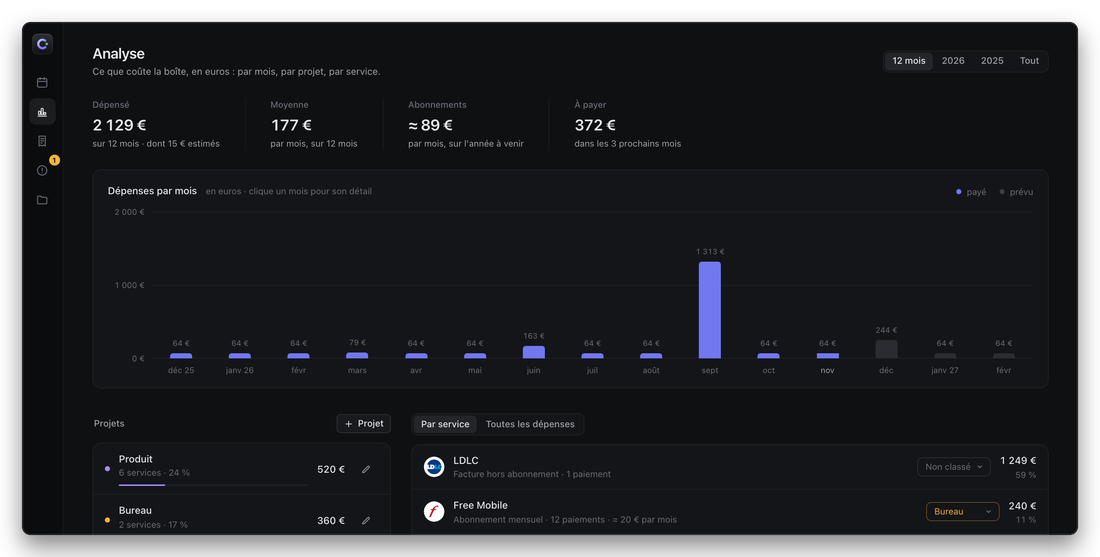 Analyse
Ce que coûte la boîte, en euros : par mois, par projet, par service.
12 mois 2026 2025 Tout
Dépensé
2 129 €
sur 12 mois · dont 15 € estimés
Moyenne
177 €
par mois, sur 12 mois
Abonnements
≈ 89 €
par mois, sur l'année à venir
À payer
372 €
dans les 3 prochains mois
1
Dépenses par mois en euros · clique un mois pour son détail
payé prévu
2 000 €
1 000 €
0 €
64 € 64 € 64 € 79 € 64 € 64 € 163 € 64 € 64 € 1 313 € 64 € 64 € 244 € 64 € 64 €
déc 25 janv 26 févr mars avr mai juin juil août sept oct nov déc janv 27 févr
Projets
+ Projet
Produit
6 services · 24 %
520 €
Bureau
2 services · 17 %
360 €
Par service Toutes les dépenses
LDLC
LDLC
Facture hors abonnement · 1 paiement
Non classé
1 249 €
59 %
Free Mobile
Abonnement mensuel · 12 paiements · ≈ 20 € par mois
Bureau
240 €
11 %